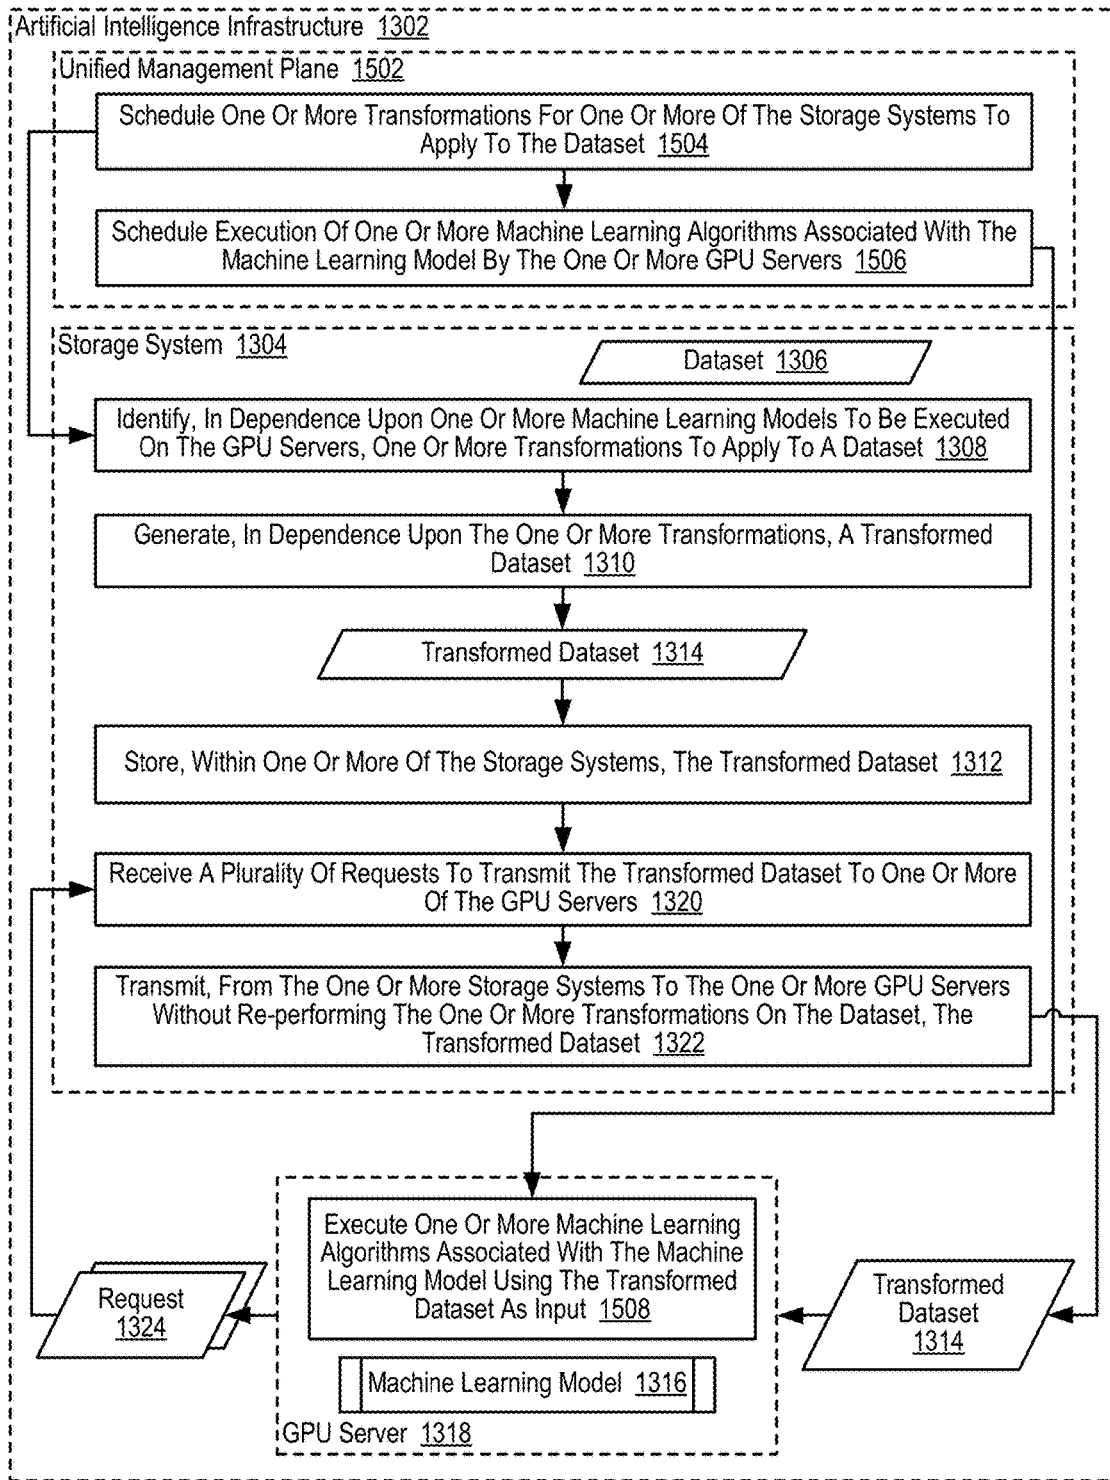 Artificial Intelligence Infrastructure 1302
Unified Management Plane 1502
Schedule One Or More Transformations For One Or More Of The Storage Systems To
Apply To The Dataset 1504
Schedule Execution Of One Or More Machine Learning Algorithms Associated With The
Machine Learning Model By The One Or More GPU Servers 1506
Storage System 1304
Dataset 1306
Identify, In Dependence Upon One Or More Machine Learning Models To Be Executed
On The GPU Servers, One Or More Transformations To Apply To A Dataset 1308
Generate, In Dependence Upon The One Or More Transformations, A Transformed
Dataset 1310
Transformed Dataset 1314
Store, Within One Or More Of The Storage Systems, The Transformed Dataset 1312
Receive A Plurality Of Requests To Transmit The Transformed Dataset To One Or More
Of The GPU Servers 1320
Transmit, From The One Or More Storage Systems To The One Or More GPU Servers
Without Re-performing The One Or More Transformations On The Dataset, The
Transformed Dataset 1322
Execute One Or More Machine Learning
Algorithms Associated With The Machine
Learning Model Using The Transformed
Dataset As Input 1508
Request
1324
Transformed
Dataset
1314
Machine Learning Model 1316
GPU Server 1318